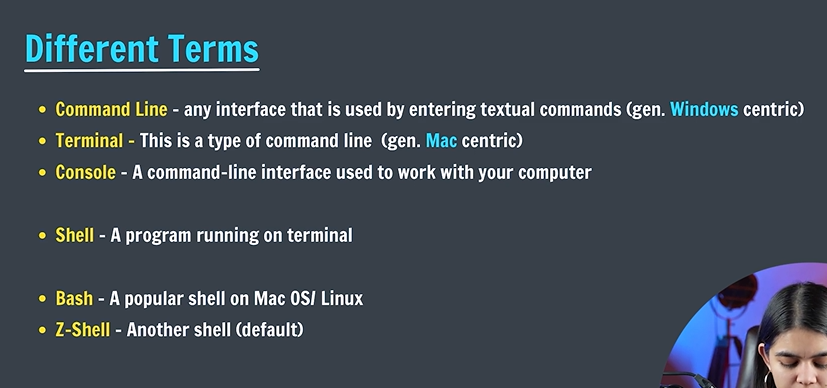 Different Terms
• Command Line - any interface that is used by entering textual commands (gen. Windows centric)
• Terminal - This is a type of command line (gen. Mac centric)
• Console - A command-line interface used to work with your computer
• Shell - A program running on terminal
• Bash - A popular shell on Mac OS/ Linux
• Z-Shell - Another shell (default)